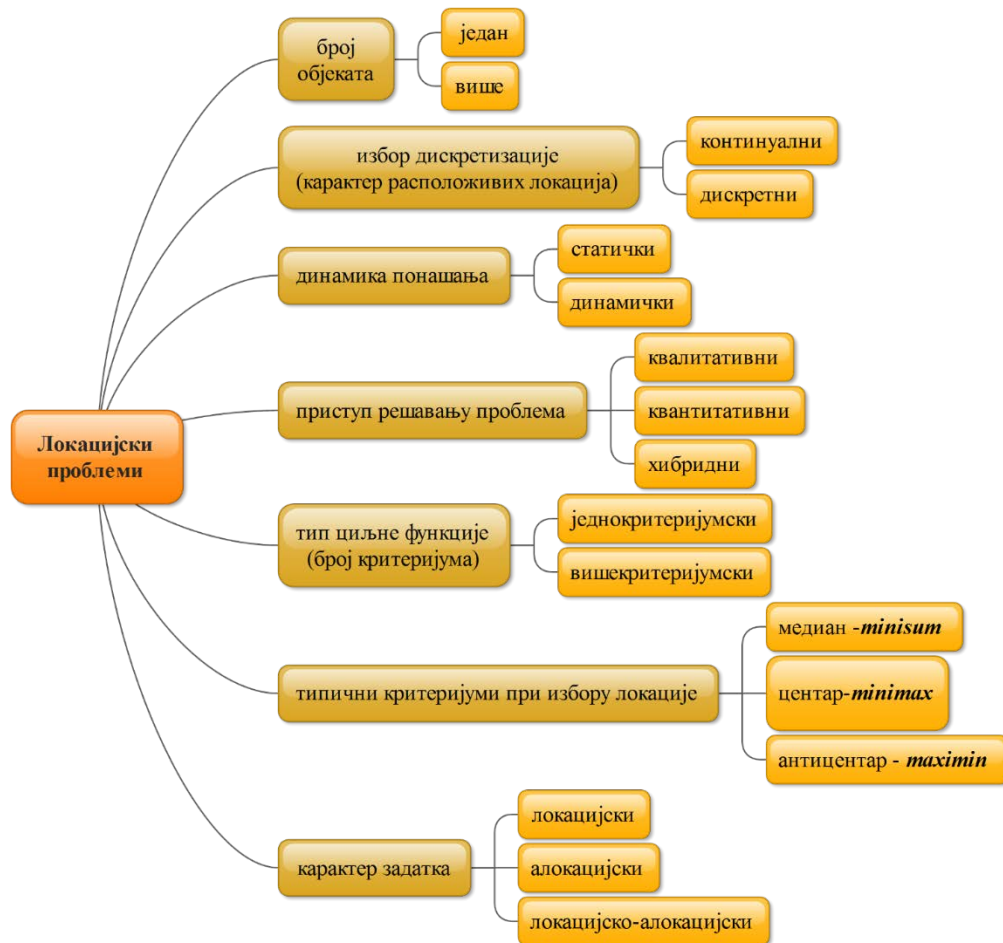 број
објеката
један
више
избор дискретизације
(карактер расположивих локација)
континуални
дискретни
динамика понашања
статички
динамички
приступ решавању проблема
квалитативни
квантитативни
хибридни
Локацијски
проблеми
тип циљне функције
(број критеријума)
једнокритеријумски
вишекритеријумски
типични критеријуми при избору локације
медиан -minisum
центар-minimax
антицентар - maximin
карактер задатка
локацијски
алокацијски
локацијско-алокацијски